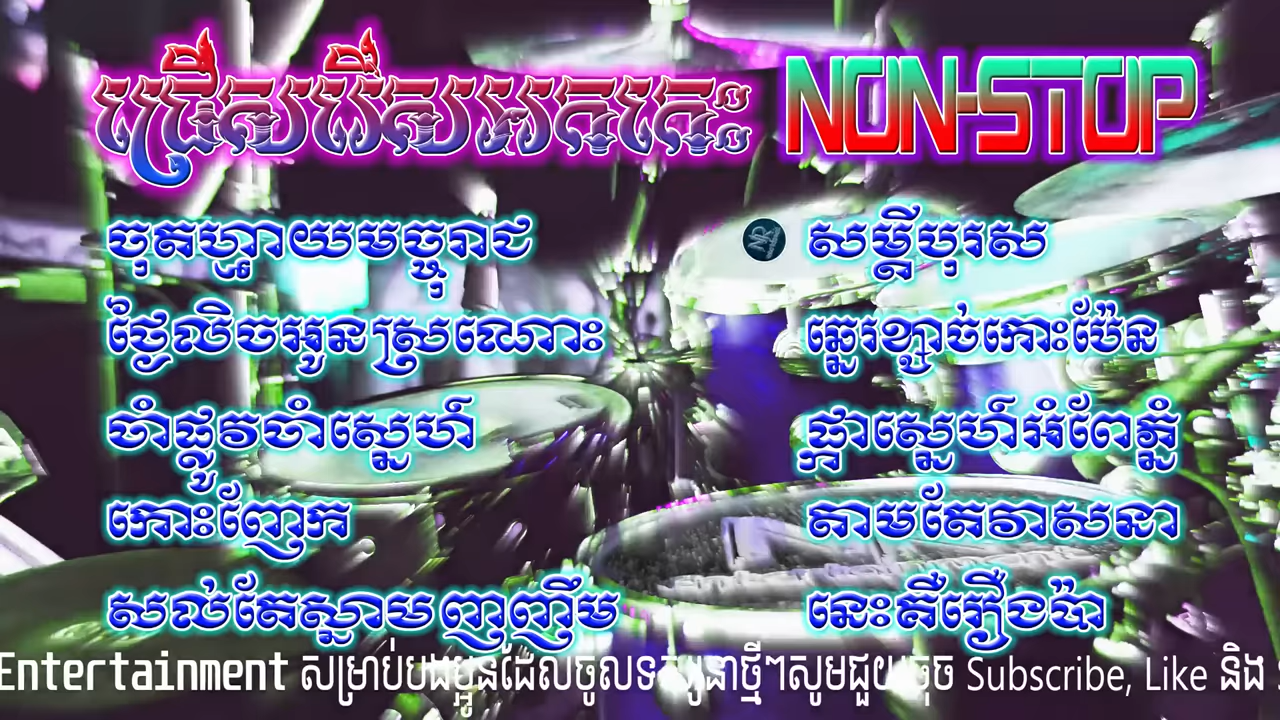 ជ្រើសរើសអកកេះ NON-STOP
ចុតហ្មាយមច្ចុរាជ
ថ្ងៃលិចអូនស្រណោះ
ចាំផ្លូវចាំស្នេហ៍
កោះញែក
សល់តែស្នាមញញឹម
សម្ដីបុរស
ឆ្នេរខ្សាច់កោះប៉ែន
ផ្កាស្នេហ៍អំពែភ្នំ
តាមតែវាសនា
នេះគឺរឿងប៉ា
Entertainment សម្រាប់បងប្អូនដែលចូលទស្សនាថ្មីៗសូមជួយចុច Subscribe, Like និង